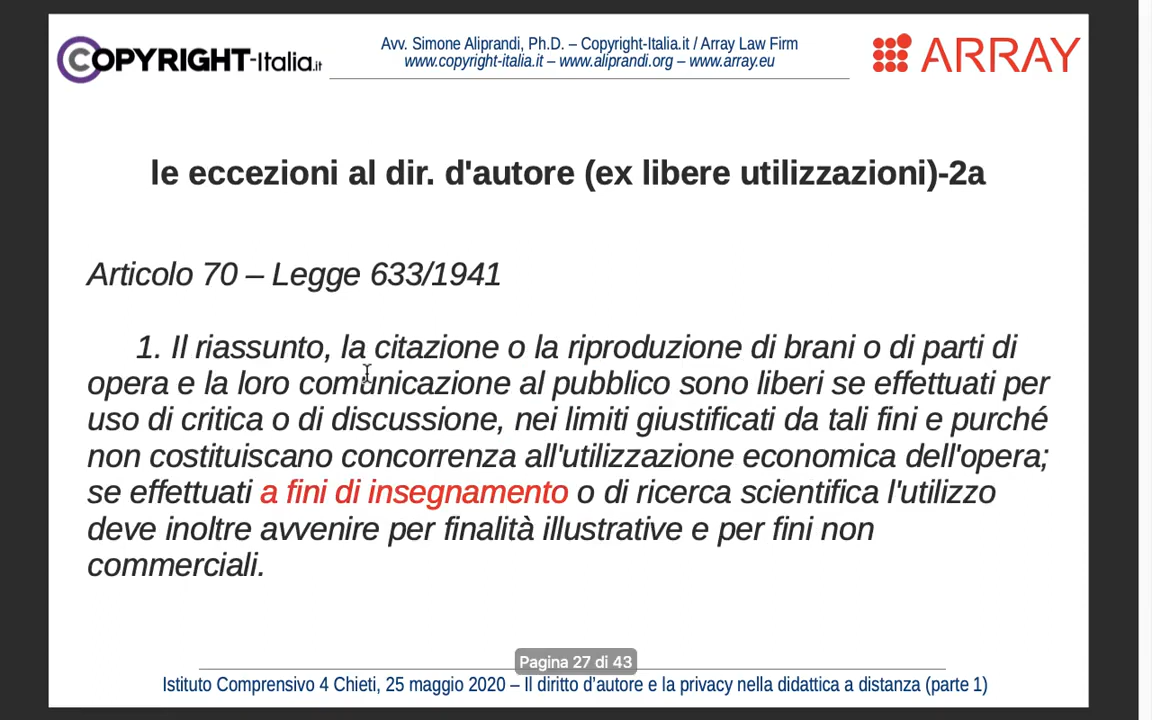 COPYRIGHT-Italia.it
Avv. Simone Aliprandi, Ph.D. – Copyright-Italia.it / Array Law Firm
www.copyright-italia.it – www.aliprandi.org – www.array.eu
ARRAY
le eccezioni al dir. d'autore (ex libere utilizzazioni)-2a
Articolo 70 – Legge 633/1941
1. Il riassunto, la citazione o la riproduzione di brani o di parti di
opera e la loro comunicazione al pubblico sono liberi se effettuati per
uso di critica o di discussione, nei limiti giustificati da tali fini e purché
non costituiscano concorrenza all'utilizzazione economica dell'opera;
se effettuati a fini di insegnamento o di ricerca scientifica l'utilizzo
deve inoltre avvenire per finalità illustrative e per fini non
commerciali.
Pagina 27 di 43
Istituto Comprensivo 4 Chieti, 25 maggio 2020 – Il diritto d'autore e la privacy nella didattica a distanza (parte 1)